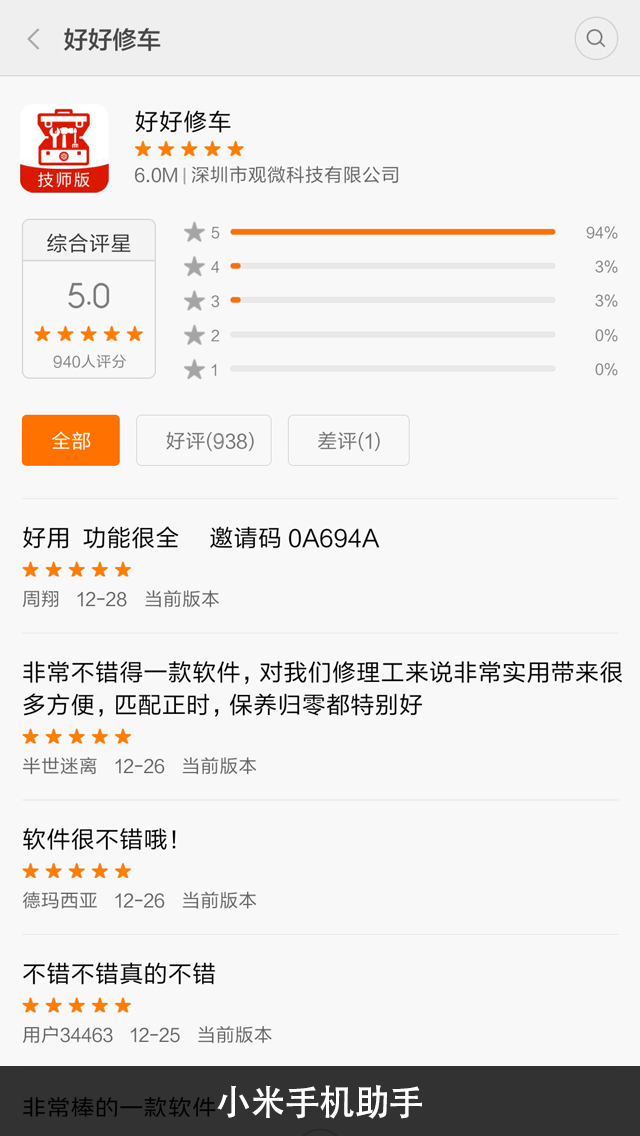 好好修车
好好修车
技师版
6.0M|深圳市观微科技有限公司
综合评星
5.0
940人评分
5 94%
4 3%
3 3%
2 0%
1 0%
全部 好评(938) 差评(1)
好用 功能很全 邀请码 0A694A
周翔 12-28 当前版本
非常不错得一款软件，对我们修理工来说非常实用带来很
多方便，匹配正时，保养归零都特别好
半世迷离 12-26 当前版本
软件很不错哦！
德玛西亚 12-26 当前版本
不错不错真的不错
用户34463 12-25 当前版本
非常棒的一款软件
小米手机助手